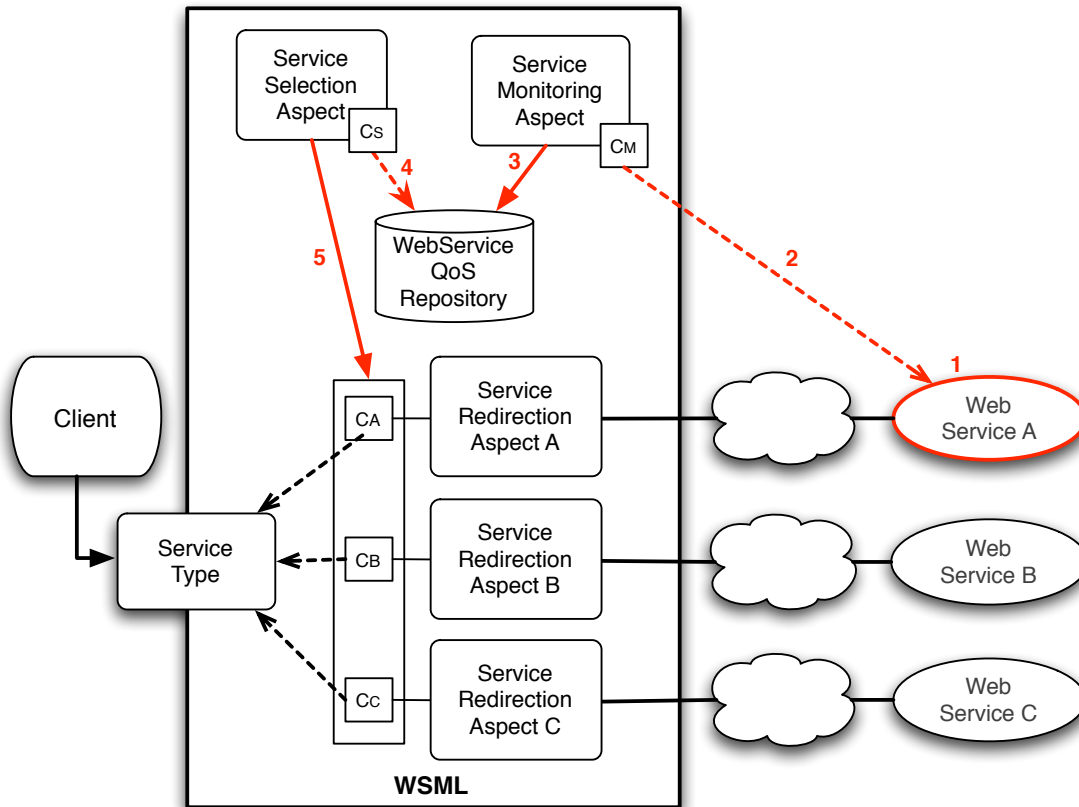 Service
Selection
Aspect
Cs
Service
Monitoring
Aspect
CM
4
3
WebService
QoS
Repository
5
2
1
Client
Service
Type
CA
Service
Redirection
Aspect A
Web
Service A
CB
Service
Redirection
Aspect B
Web
Service B
Cc
Service
Redirection
Aspect C
Web
Service C
WSML